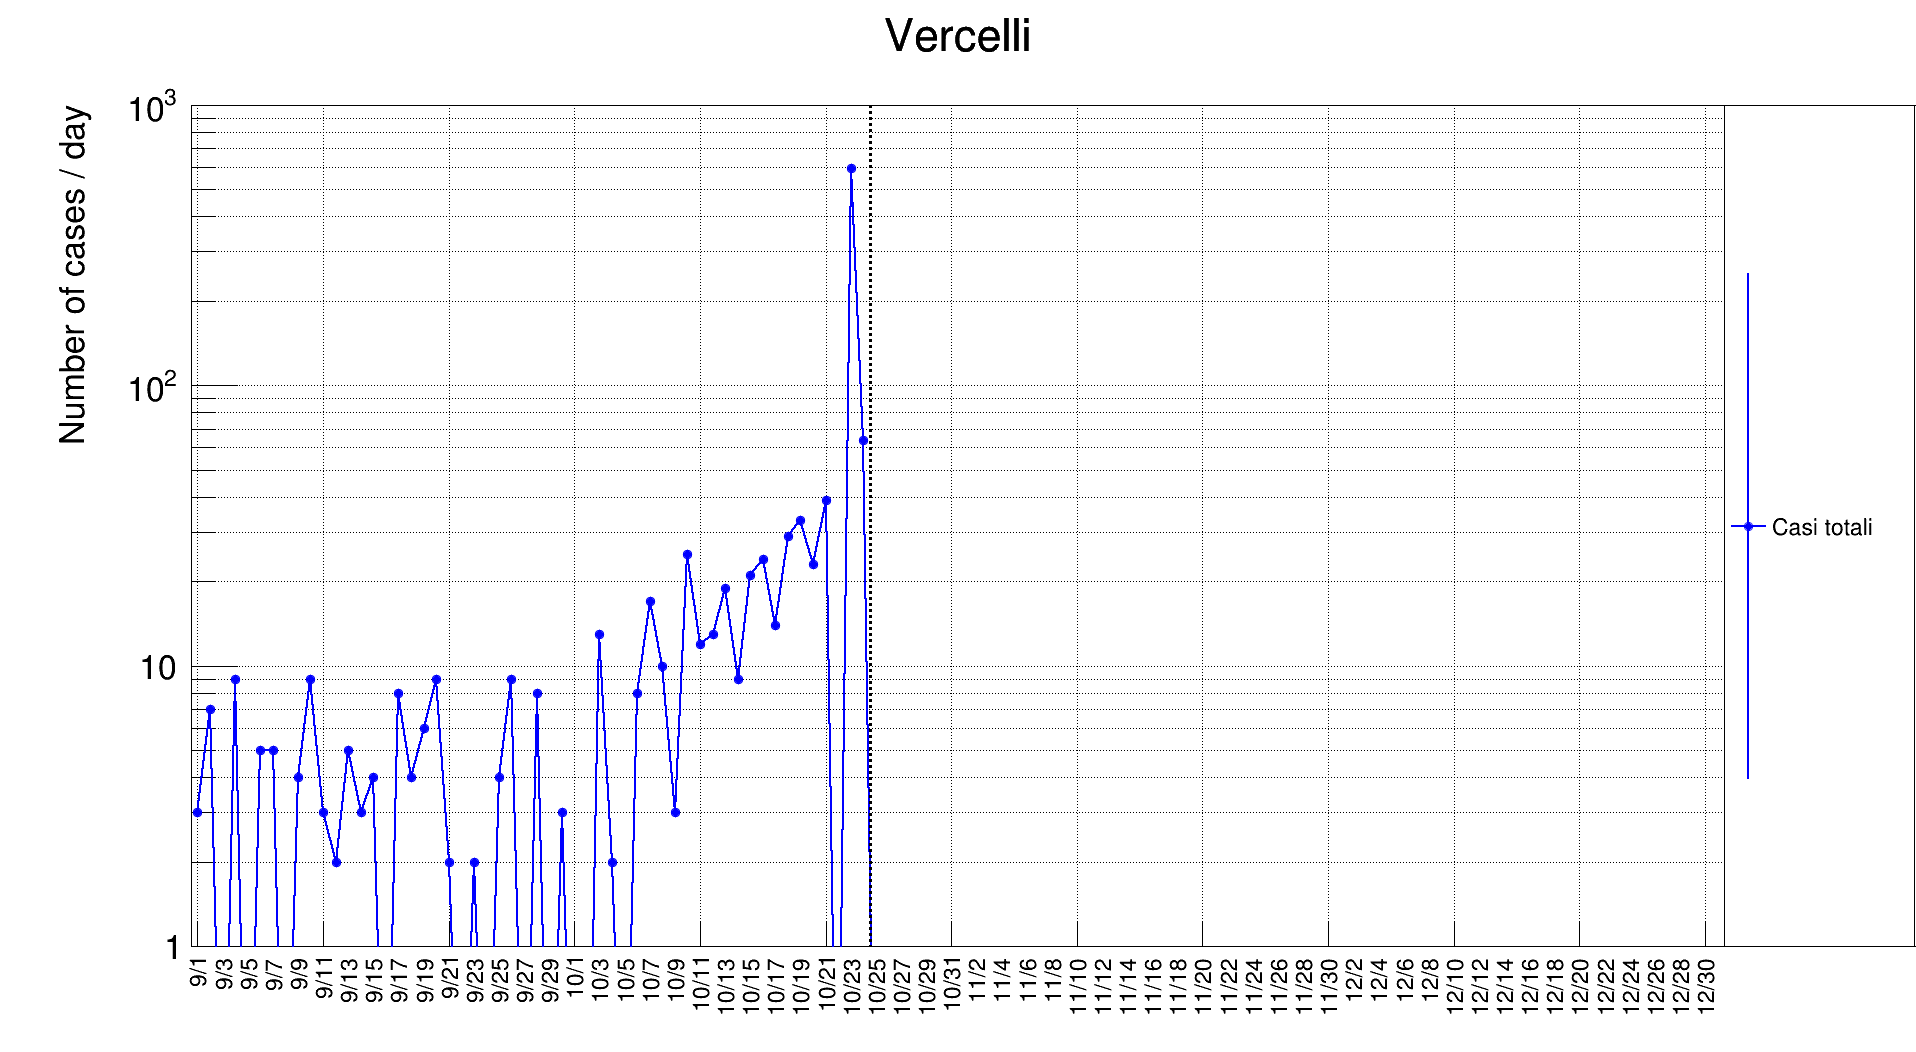 Vercelli
Number of cases / day
10³
10²
10
1
9/1 9/3 9/5 9/7 9/9 9/11 9/13 9/15 9/17 9/19 9/21 9/23 9/25 9/27 9/29 10/1 10/3 10/5 10/7 10/9 10/11 10/13 10/15 10/17 10/19 10/21 10/23 10/25 10/27 10/29 10/31 11/2 11/4 11/6 11/8 11/10 11/12 11/14 11/16 11/18 11/20 11/22 11/24 11/26 11/28 11/30 12/2 12/4 12/6 12/8 12/10 12/12 12/14 12/16 12/18 12/20 12/22 12/24 12/26 12/28 12/30
Casi totali